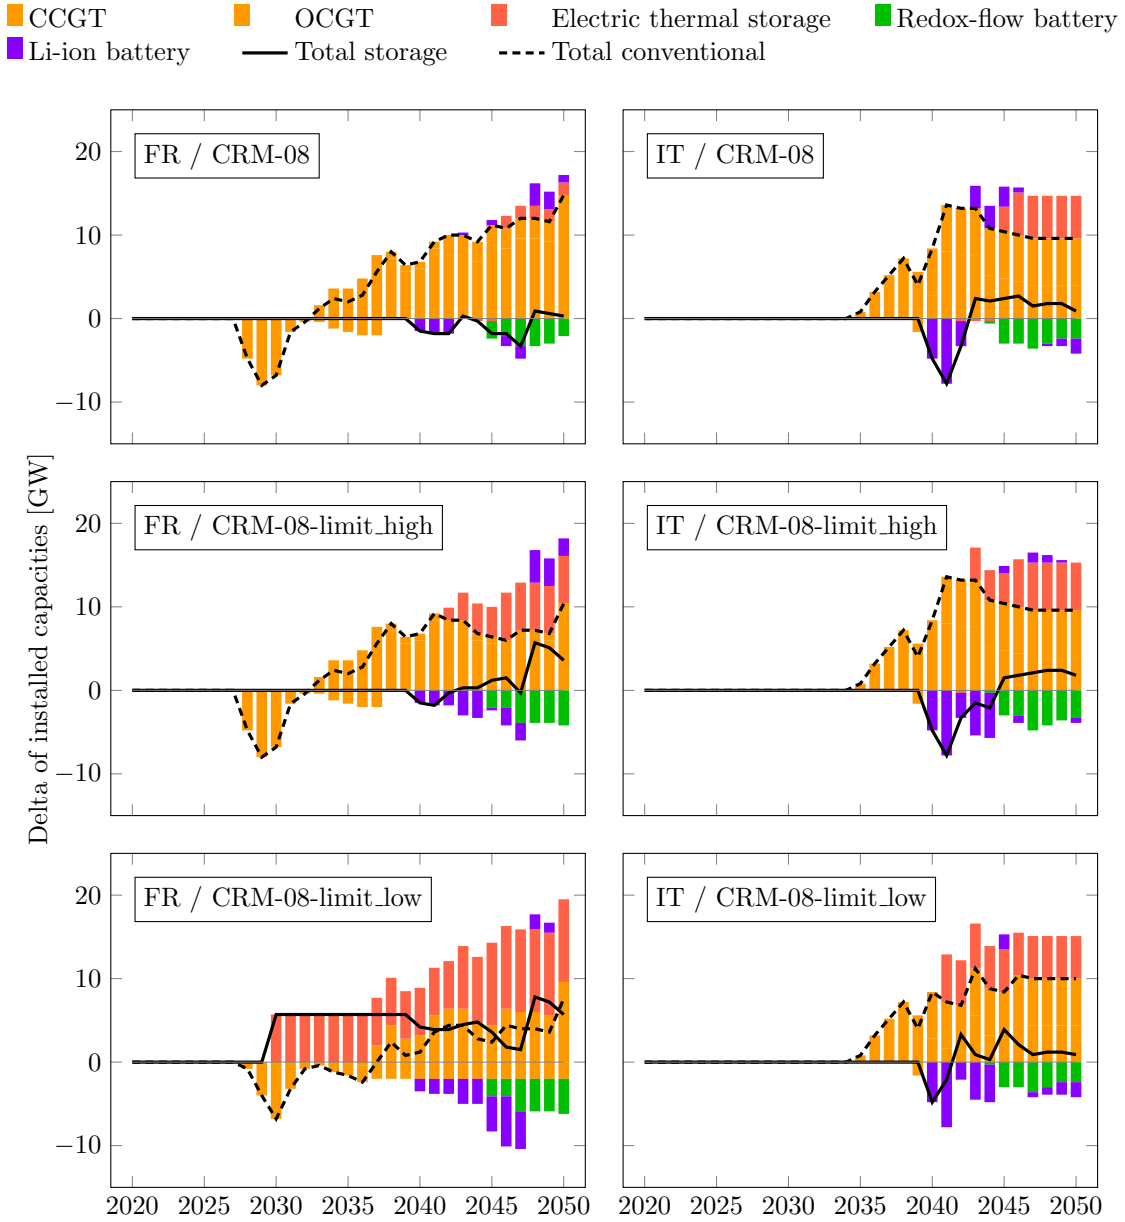 CCGT OCGT Electric thermal storage Redox-flow battery
Li-ion battery Total storage Total conventional
Delta of installed capacities [GW]
FR / CRM-08
IT / CRM-08
20
10
0
−10
FR / CRM-08-limit_high
IT / CRM-08-limit_high
20
10
0
−10
FR / CRM-08-limit_low
IT / CRM-08-limit_low
20
10
0
−10
2020 2025 2030 2035 2040 2045 2050 2020 2025 2030 2035 2040 2045 2050